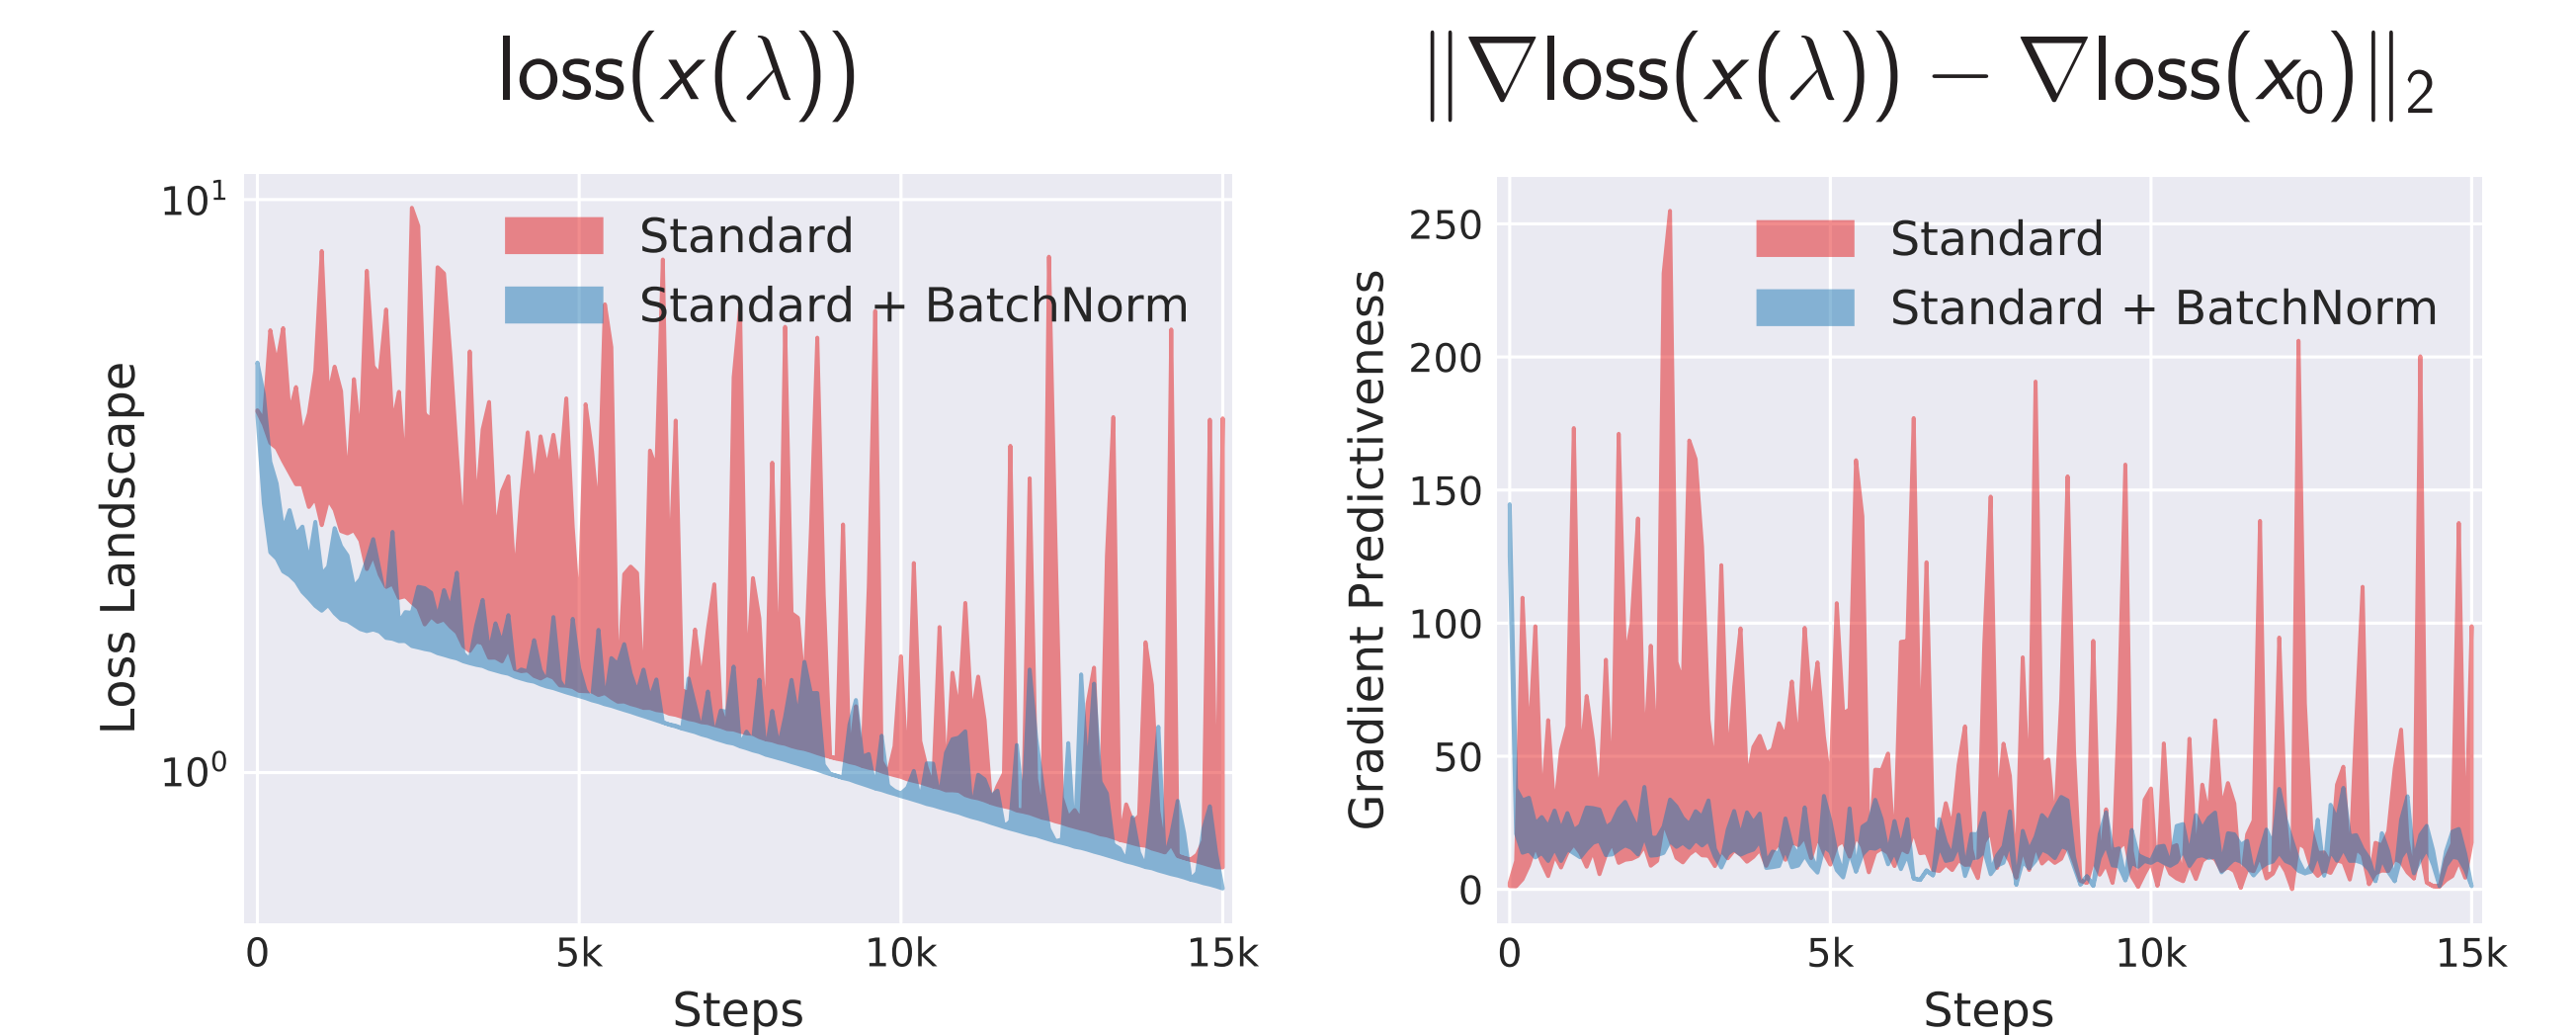 loss(x(λ))
10¹
Standard
Standard + BatchNorm
Loss Landscape
10⁰
0 5k 10k 15k
Steps
‖∇loss(x(λ)) − ∇loss(x₀)‖₂
250
Standard
Standard + BatchNorm
200
150
100
50
0
Gradient Predictiveness
0 5k 10k 15k
Steps